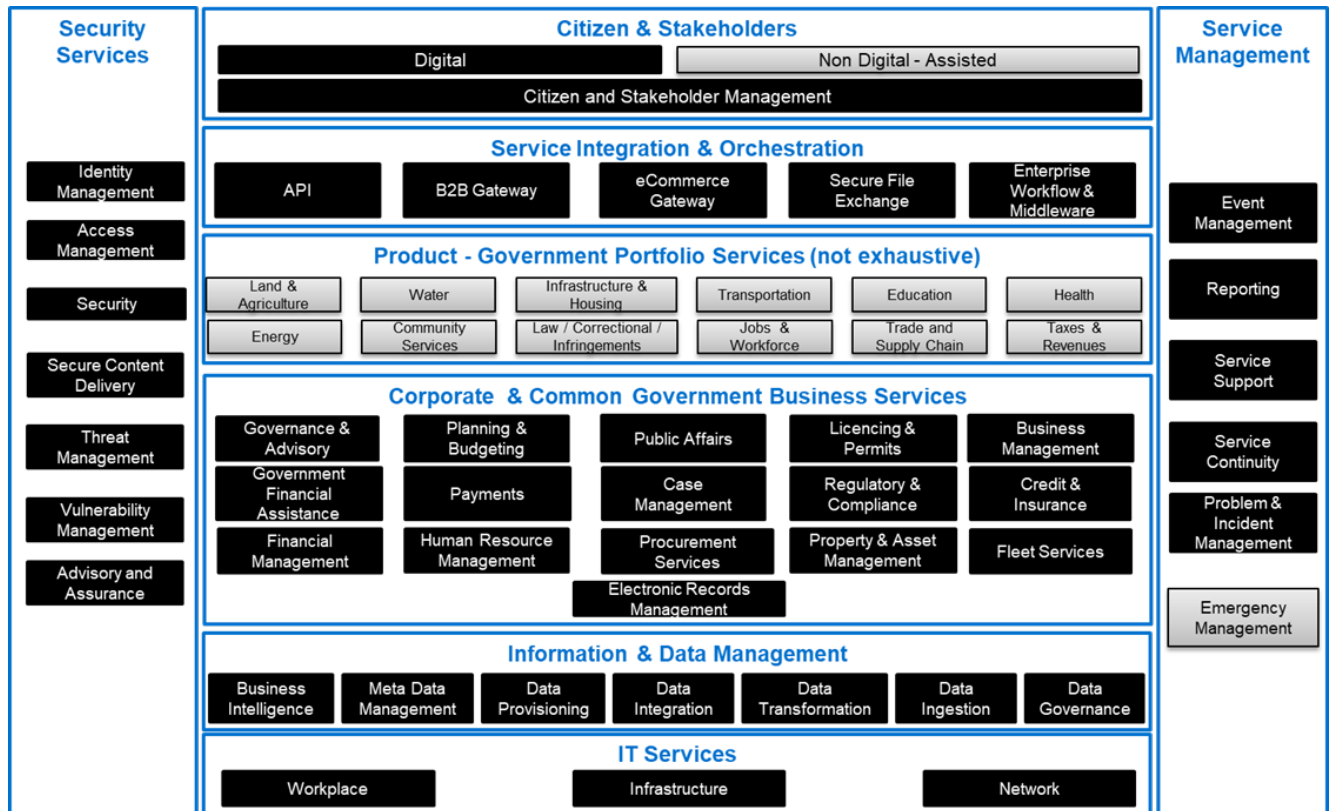 Security
Services
Identity
Management
Access
Management
Security
Secure Content
Delivery
Threat
Management
Vulnerability
Management
Advisory and
Assurance
Citizen & Stakeholders
Digital
Non Digital - Assisted
Citizen and Stakeholder Management
Service Integration & Orchestration
API
B2B Gateway
eCommerce
Gateway
Secure File
Exchange
Enterprise
Workflow &
Middleware
Product - Government Portfolio Services (not exhaustive)
Land &
Agriculture
Water
Infrastructure &
Housing
Transportation
Education
Health
Energy
Community
Services
Law / Correctional /
Infringements
Jobs &
Workforce
Trade and
Supply Chain
Taxes &
Revenues
Corporate & Common Government Business Services
Governance &
Advisory
Planning &
Budgeting
Public Affairs
Licencing &
Permits
Business
Management
Government
Financial
Assistance
Payments
Case
Management
Regulatory &
Compliance
Credit &
Insurance
Financial
Management
Human Resource
Management
Procurement
Services
Property & Asset
Management
Fleet Services
Electronic Records
Management
Information & Data Management
Business
Intelligence
Meta Data
Management
Data
Provisioning
Data
Integration
Data
Transformation
Data
Ingestion
Data
Governance
IT Services
Workplace
Infrastructure
Network
Service
Management
Event
Management
Reporting
Service
Support
Service
Continuity
Problem &
Incident
Management
Emergency
Management